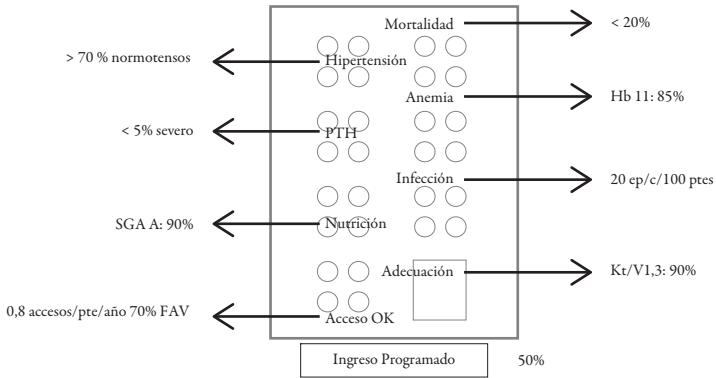 Mortalidad
< 20%
> 70 % normotensos
Hipertensión
Anemia
Hb 11: 85%
< 5% severo
PTH
Infección
20 ep/c/100 ptes
SGA A: 90%
Nutrición
Adecuación
Kt/V1,3: 90%
0,8 accesos/pte/año 70% FAV
Acceso OK
Ingreso Programado
50%